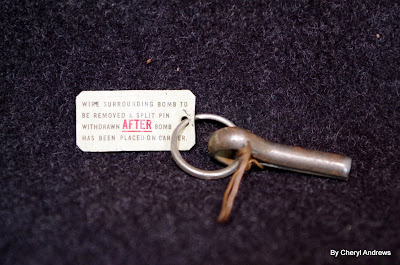 WIRE SURROUNDING BOMB TO
BE REMOVED & SPLIT PIN
WITHDRAWN AFTER BOMB
HAS BEEN PLACED ON CARRIER.
By Cheryl Andrews